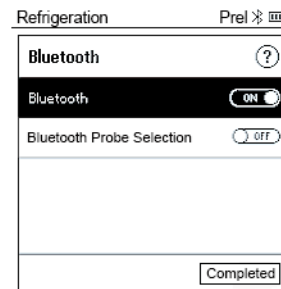 Refrigeration Prel
Bluetooth ?
Bluetooth ON
Bluetooth Probe Selection OFF
Completed